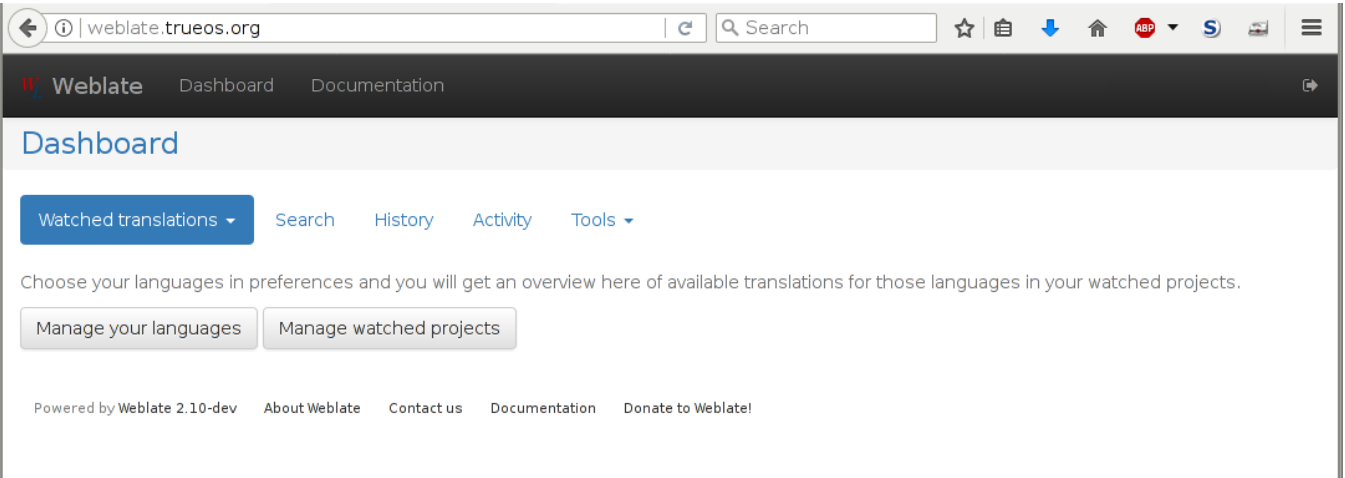 weblate.trueos.org Search ABP S
Weblate Dashboard Documentation
Dashboard
Watched translations Search History Activity Tools
Choose your languages in preferences and you will get an overview here of available translations for those languages in your watched projects.
Manage your languages Manage watched projects
Powered by Weblate 2.10-dev About Weblate Contact us Documentation Donate to Weblate!